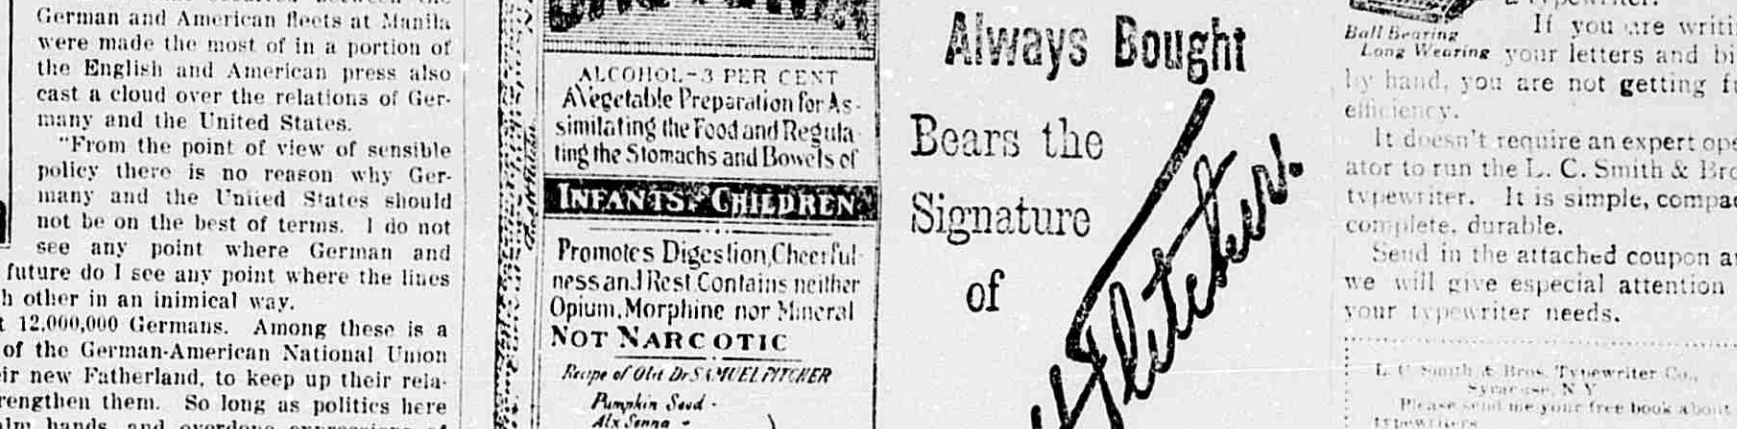 German and American fleets at Manila
were made the most of in a portion of
the English and American press also
cast a cloud over the relations of Ger-
many and the United States.
"From the point of view of sensible
policy there is no reason why Ger-
many and the United States should
not be on the best of terms. I do not
see any point where German and
future do I see any point where the lines
h other in an inimical way.
t 12,000,000 Germans. Among these is a
of the German-American National Union
eir new Fatherland, to keep up their rela-
rengthen them. So long as politics here
ALCOHOL-3 PER CENT
AVegetable Preparation for As-
similating the Food and Regula-
ting the Stomachs and Bowels of
INFANTS & CHILDREN
Promotes Digestion,Cheerful-
ness and Rest.Contains neither
Opium,Morphine nor Mineral
NOT NARCOTIC
Recipe of Old Dr SAMUEL PITCHER
Pumpkin Seed -
Alx Senna -
Always Bought
Bears the
Signature
of
Fletcher.
Ball Bearing
Long Wearing
If you are writi
your letters and bi
by hand, you are not getting f
efficiency.
It doesn't require an expert ope
ator to run the L. C. Smith & Bro
typewriter. It is simple, compac
complete, durable.
Send in the attached coupon a
we will give especial attention
your typewriter needs.
L. C. Smith & Bros. Typewriter Co.,
Syracuse, N. Y
Please send me your free book about
typewriters